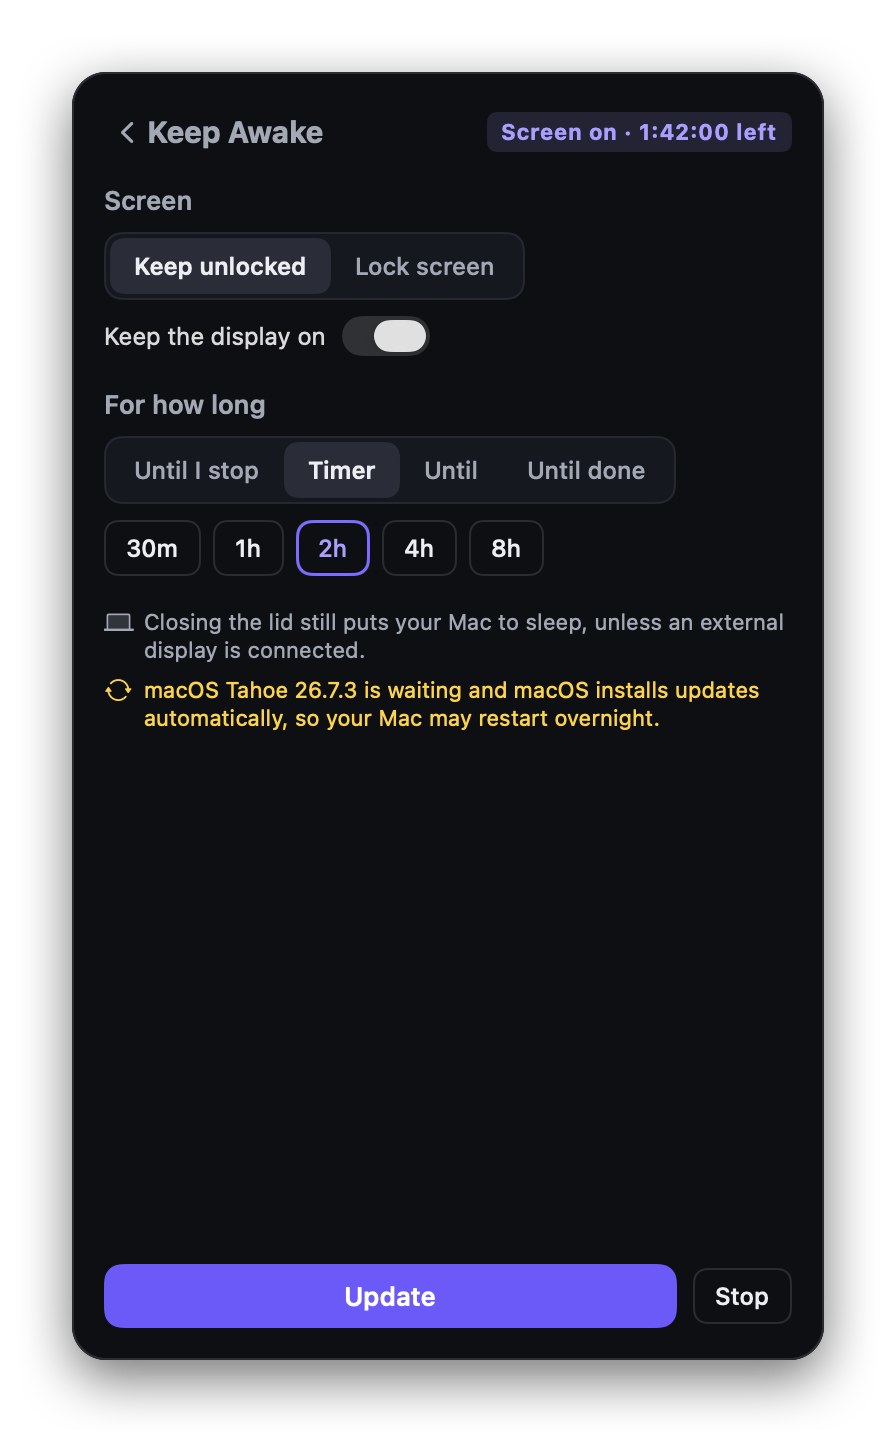 Keep Awake
Screen on · 1:42:00 left
Screen
Keep unlocked
Lock screen
Keep the display on
For how long
Until I stop
Timer
Until
Until done
30m
1h
2h
4h
8h
Closing the lid still puts your Mac to sleep, unless an external
display is connected.
macOS Tahoe 26.7.3 is waiting and macOS installs updates
automatically, so your Mac may restart overnight.
Update
Stop